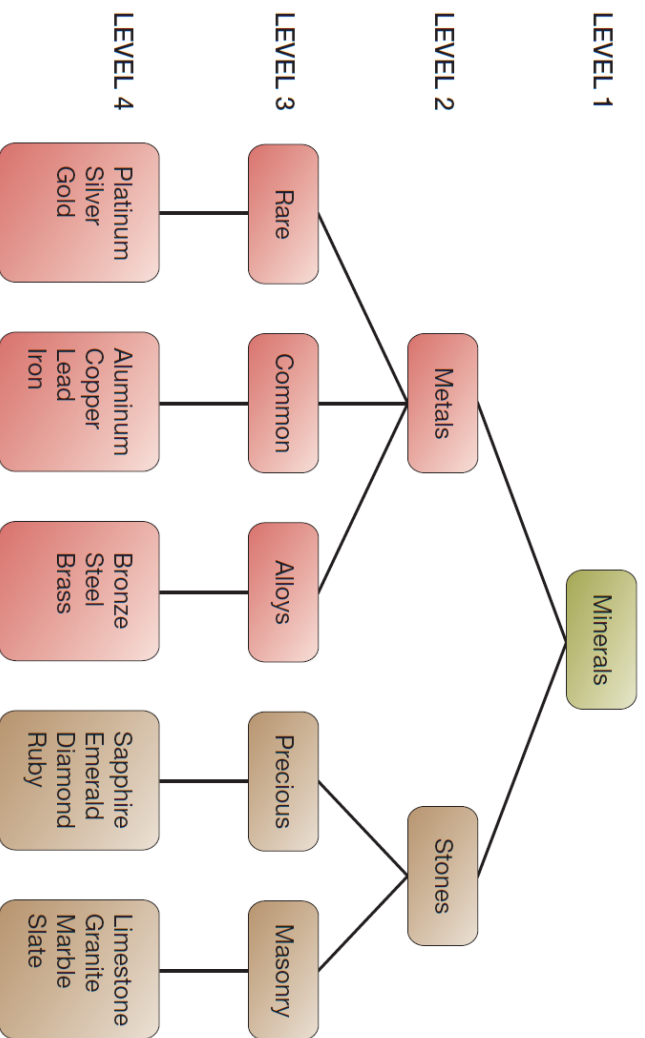 LEVEL 1
Minerals
LEVEL 2
Metals
Stones
LEVEL 3
Rare
Common
Alloys
Precious
Masonry
LEVEL 4
Platinum
Silver
Gold
Aluminum
Copper
Lead
Iron
Bronze
Steel
Brass
Sapphire
Emerald
Diamond
Ruby
Limestone
Granite
Marble
Slate